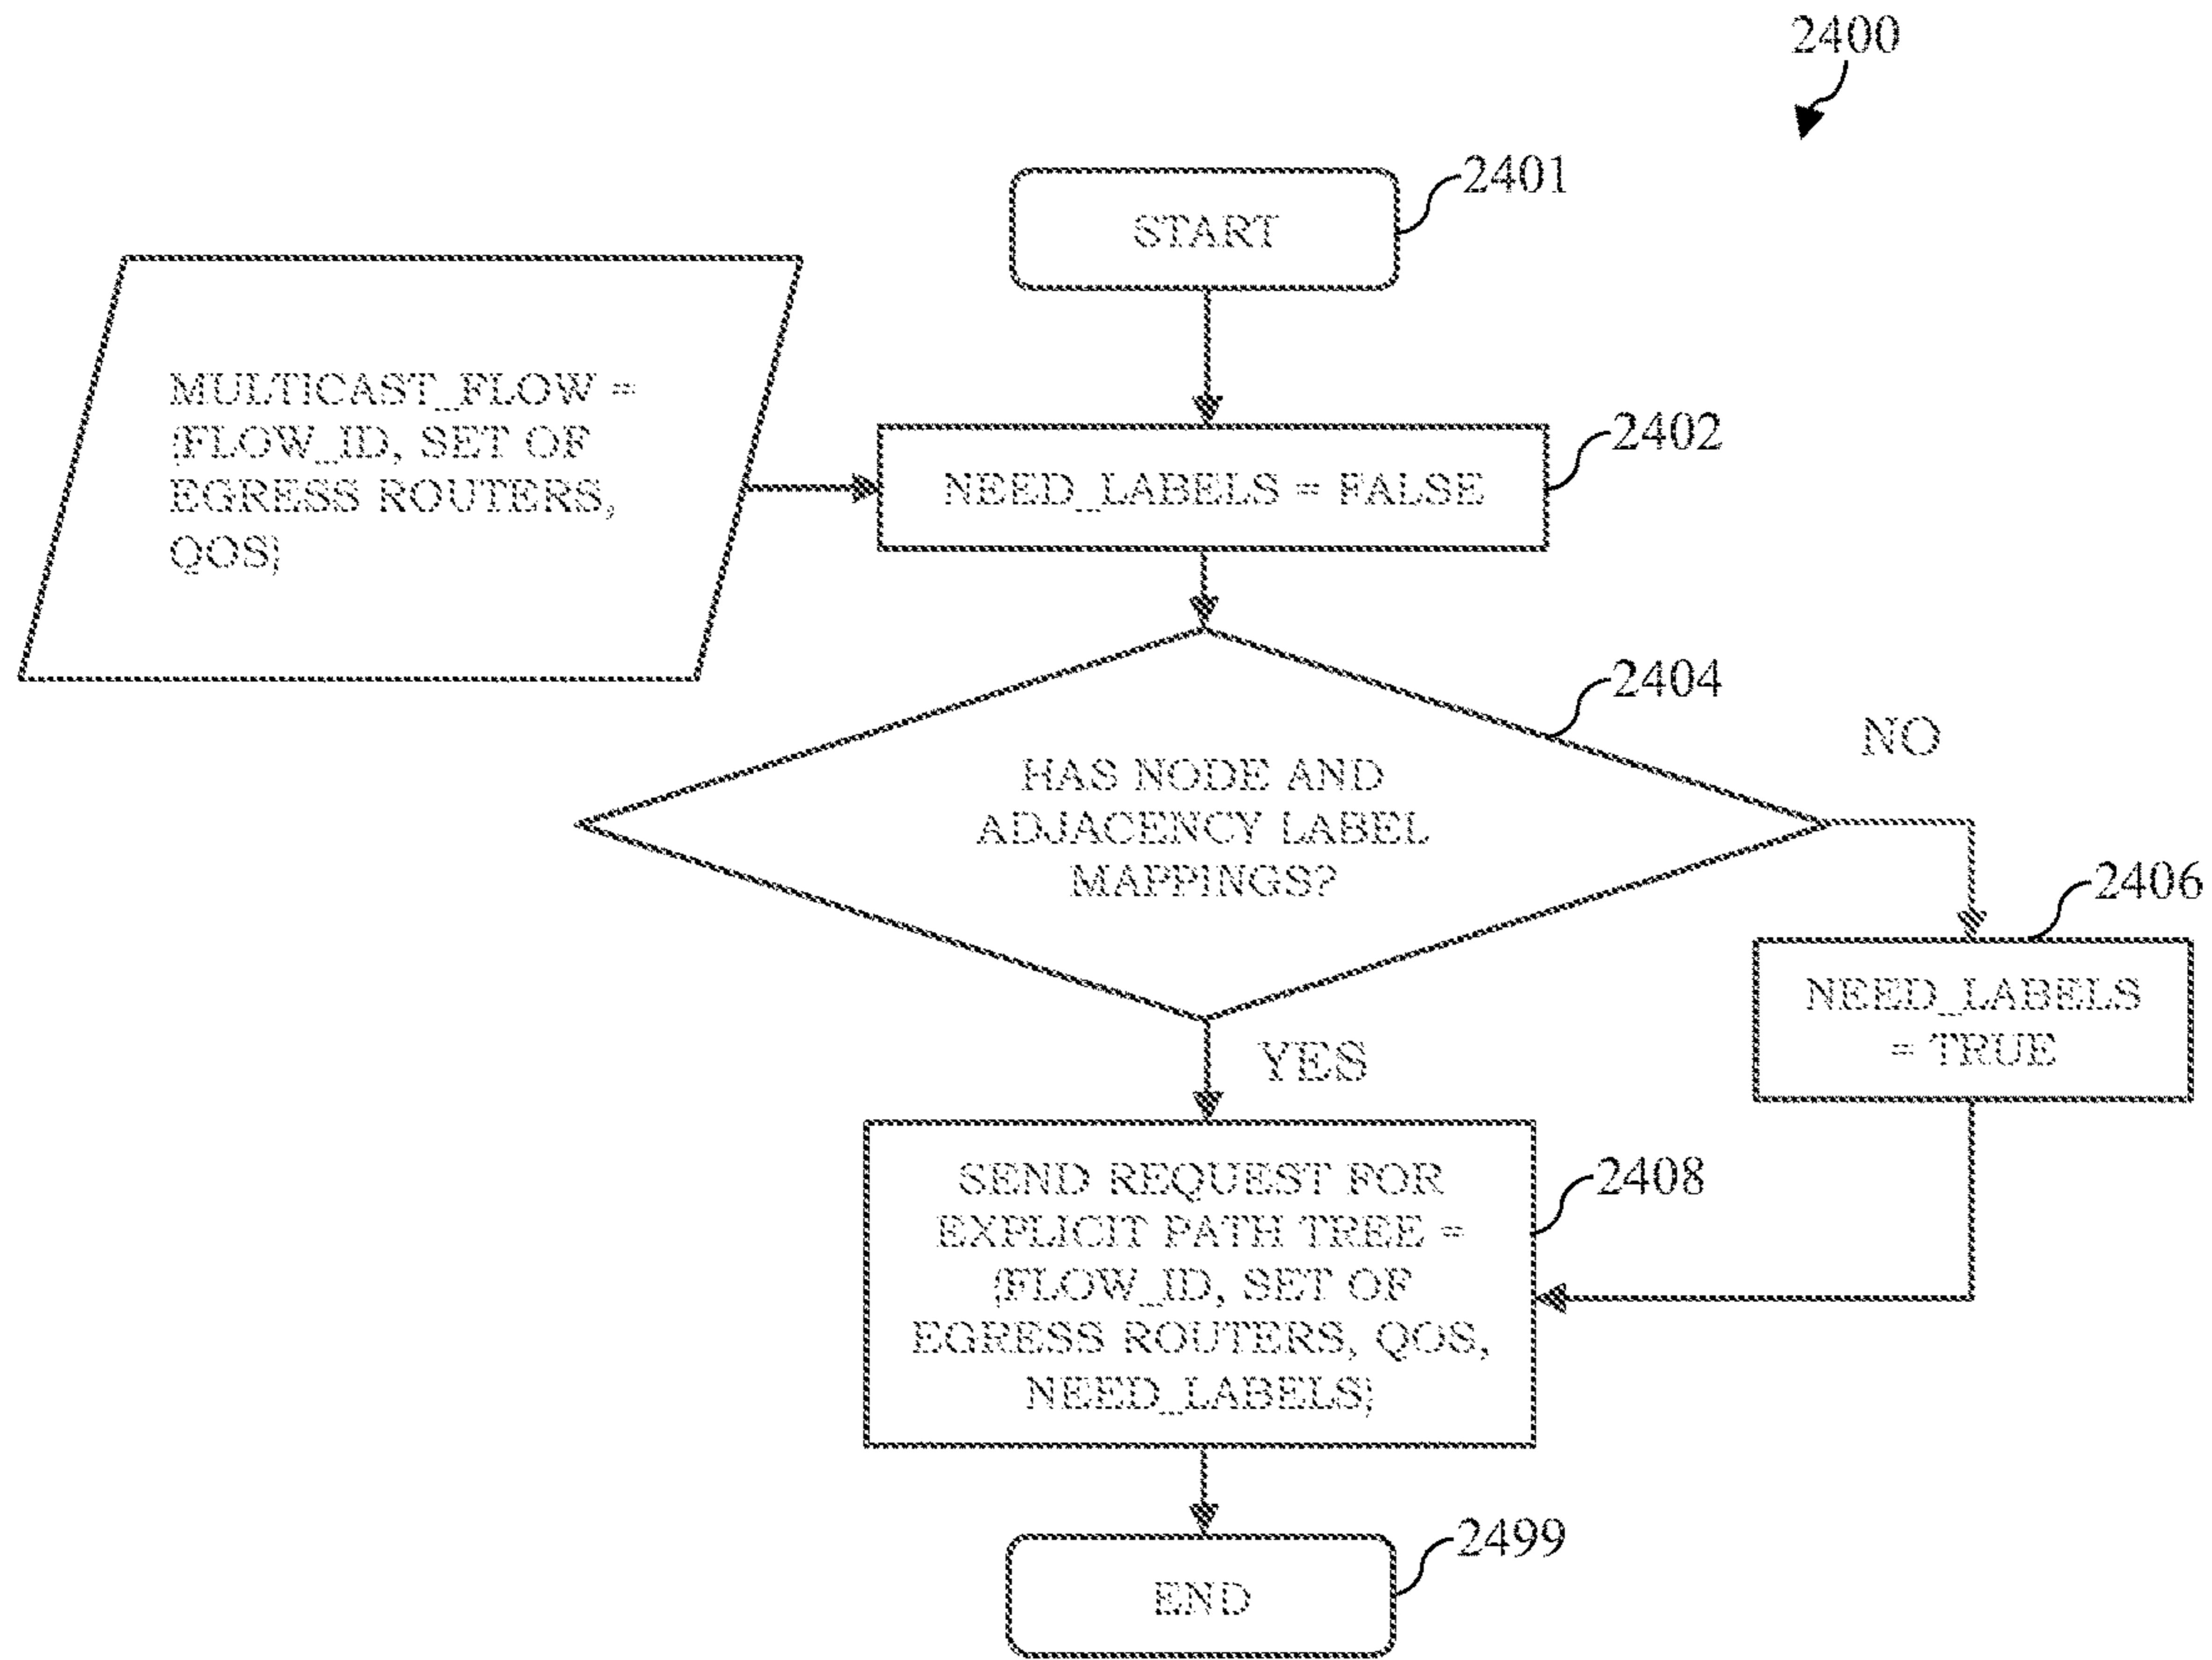 2400
2401
START
MULTICAST_FLOW =
{FLOW_ID, SET OF
EGRESS ROUTERS,
QOS}
2402
NEED_LABELS = FALSE
2404
NO
HAS NODE AND
ADJACENCY LABEL
MAPPINGS?
2406
NEED_LABELS
= TRUE
YES
2408
SEND REQUEST FOR
EXPLICIT PATH TREE =
{FLOW_ID, SET OF
EGRESS ROUTERS, QOS,
NEED_LABELS}
2499
END